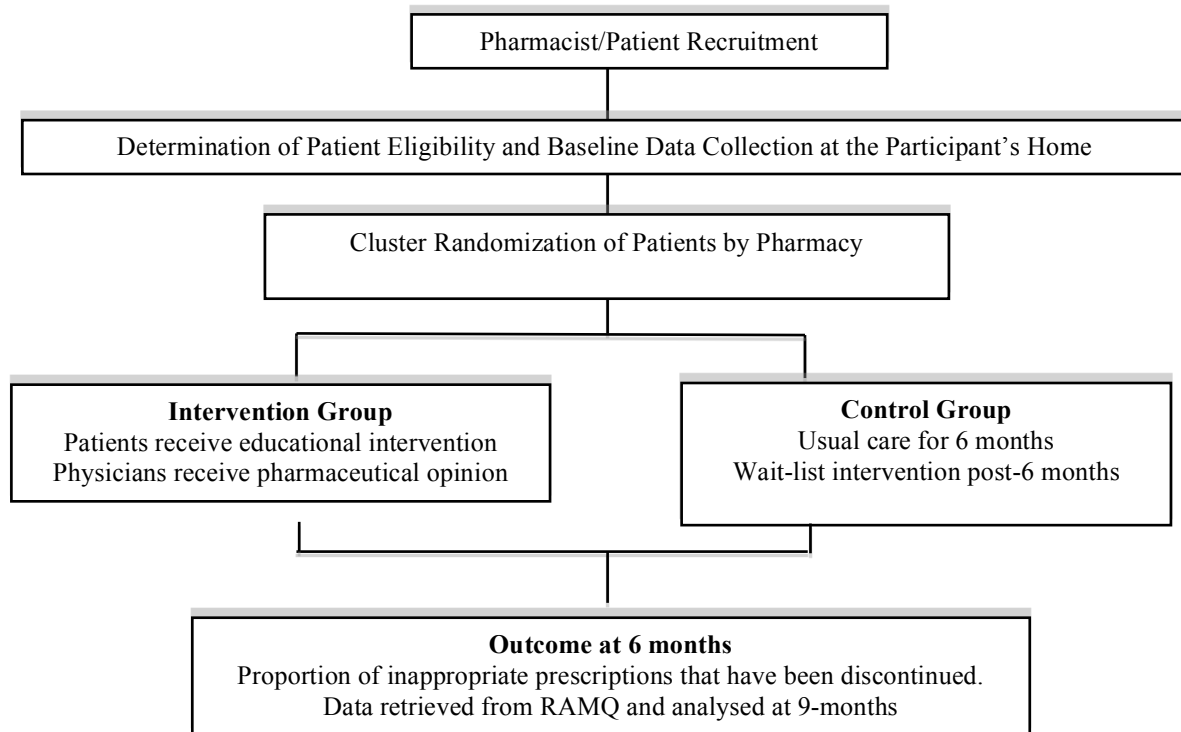 Pharmacist/Patient Recruitment
Determination of Patient Eligibility and Baseline Data Collection at the Participant's Home
Cluster Randomization of Patients by Pharmacy
Intervention Group
Patients receive educational intervention
Physicians receive pharmaceutical opinion
Control Group
Usual care for 6 months
Wait-list intervention post-6 months
Outcome at 6 months
Proportion of inappropriate prescriptions that have been discontinued.
Data retrieved from RAMQ and analysed at 9-months